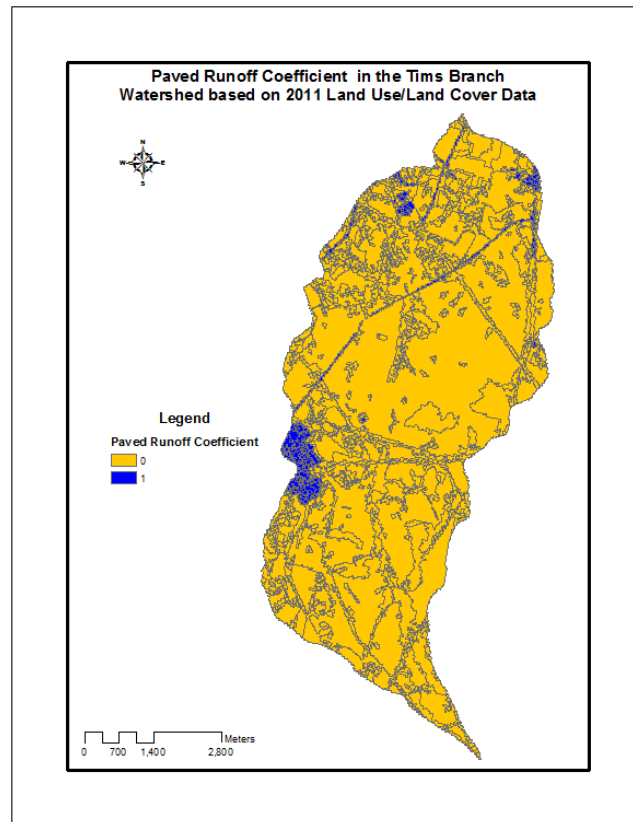 Paved Runoff Coefficient in the Tims Branch
Watershed based on 2011 Land Use/Land Cover Data
N
W E
S
Legend
Paved Runoff Coefficient
0
1
Meters
0 700 1,400 2,800